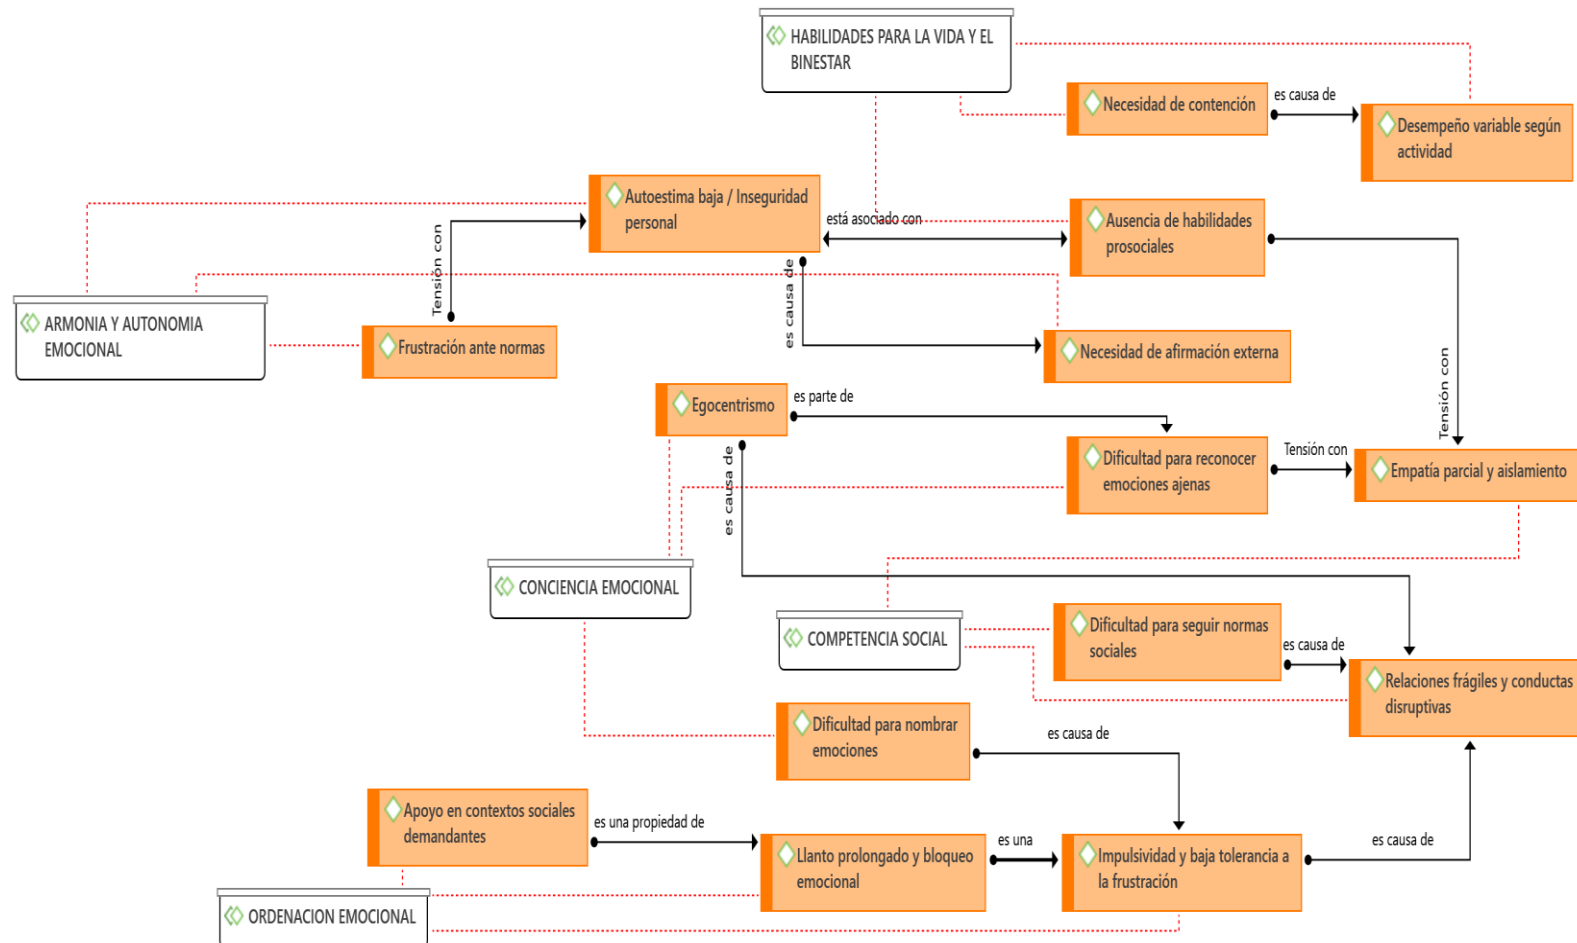 HABILIDADES PARA LA VIDA Y EL
BINESTAR
Necesidad de contención
es causa de
Desempeño variable según
actividad
Autoestima baja / Inseguridad
personal
está asociado con
Ausencia de habilidades
prosociales
Tensión con
es causa de
ARMONIA Y AUTONOMIA
EMOCIONAL
Frustración ante normas
Necesidad de afirmación externa
Tensión con
Egocentrismo
es parte de
es causa de
Dificultad para reconocer
emociones ajenas
Tensión con
Empatía parcial y aislamiento
CONCIENCIA EMOCIONAL
COMPETENCIA SOCIAL
Dificultad para seguir normas
sociales
es causa de
Relaciones frágiles y conductas
disruptivas
Dificultad para nombrar
emociones
es causa de
Apoyo en contextos sociales
demandantes
es una propiedad de
Llanto prolongado y bloqueo
emocional
es una
Impulsividad y baja tolerancia a
la frustración
es causa de
ORDENACION EMOCIONAL